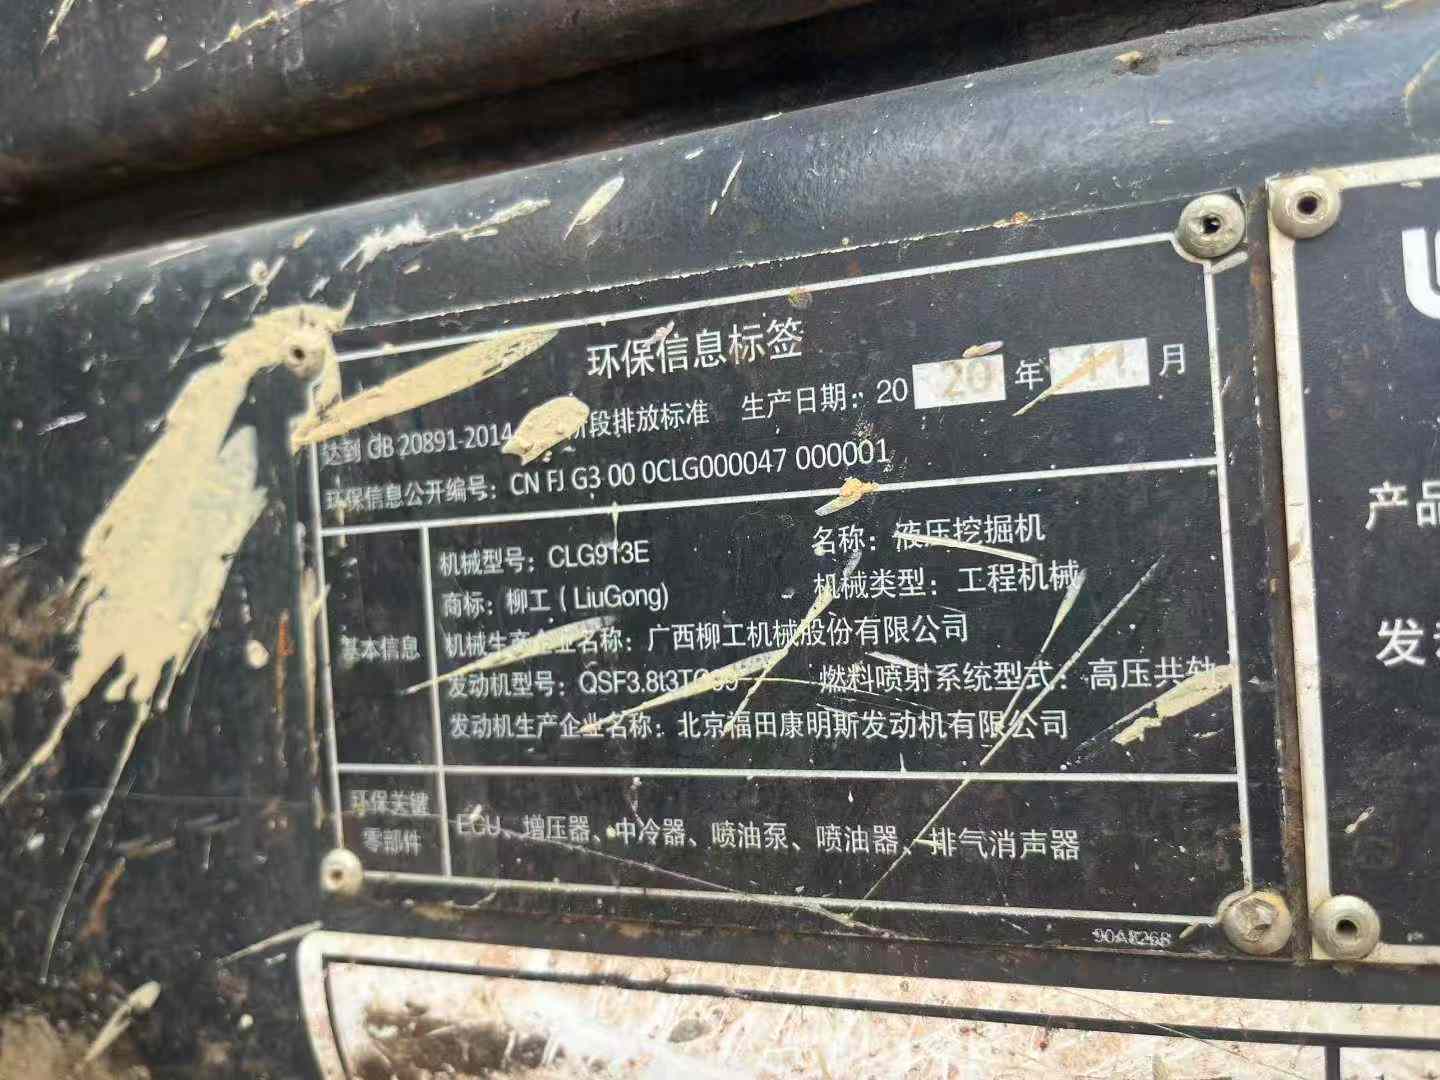 环保信息标签
达到 GB 20891-2014 阶段排放标准 生产日期：20 20 年 11 月
环保信息公开编号：CN FJ G3 00 0CLG000047 000001
基本信息
机械型号：CLG913E 名称：液压挖掘机
商标：柳工（LiuGong) 机械类型：工程机械
机械生产企业名称：广西柳工机械股份有限公司
发动机型号：QSF3.8t3 燃料喷射系统型式：高压共轨
发动机生产企业名称：北京福田康明斯发动机有限公司
环保关键
零部件
ECU、增压器、中冷器、喷油泵、喷油器、排气消声器
90A8268
产品
发